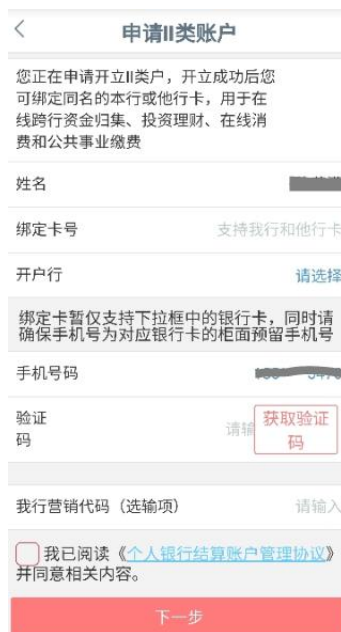 申请II类账户
您正在申请开立II类户，开立成功后您
可绑定同名的本行或他行卡，用于在
线跨行资金归集、投资理财、在线消
费和公共事业缴费
姓名
绑定卡号 支持我行和他行卡
开户行 请选择
绑定卡暂仅支持下拉框中的银行卡，同时请
确保手机号为对应银行卡的柜面预留手机号
手机号码
验证
码 请输 获取验证
码
我行营销代码（选输项） 请输入
我已阅读《个人银行结算账户管理协议》
并同意相关内容。
下一步